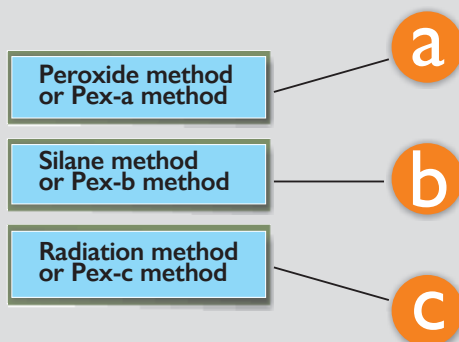 a
Peroxide method
or Pex-a method
Silane method
or Pex-b method
b
Radiation method
or Pex-c method
c